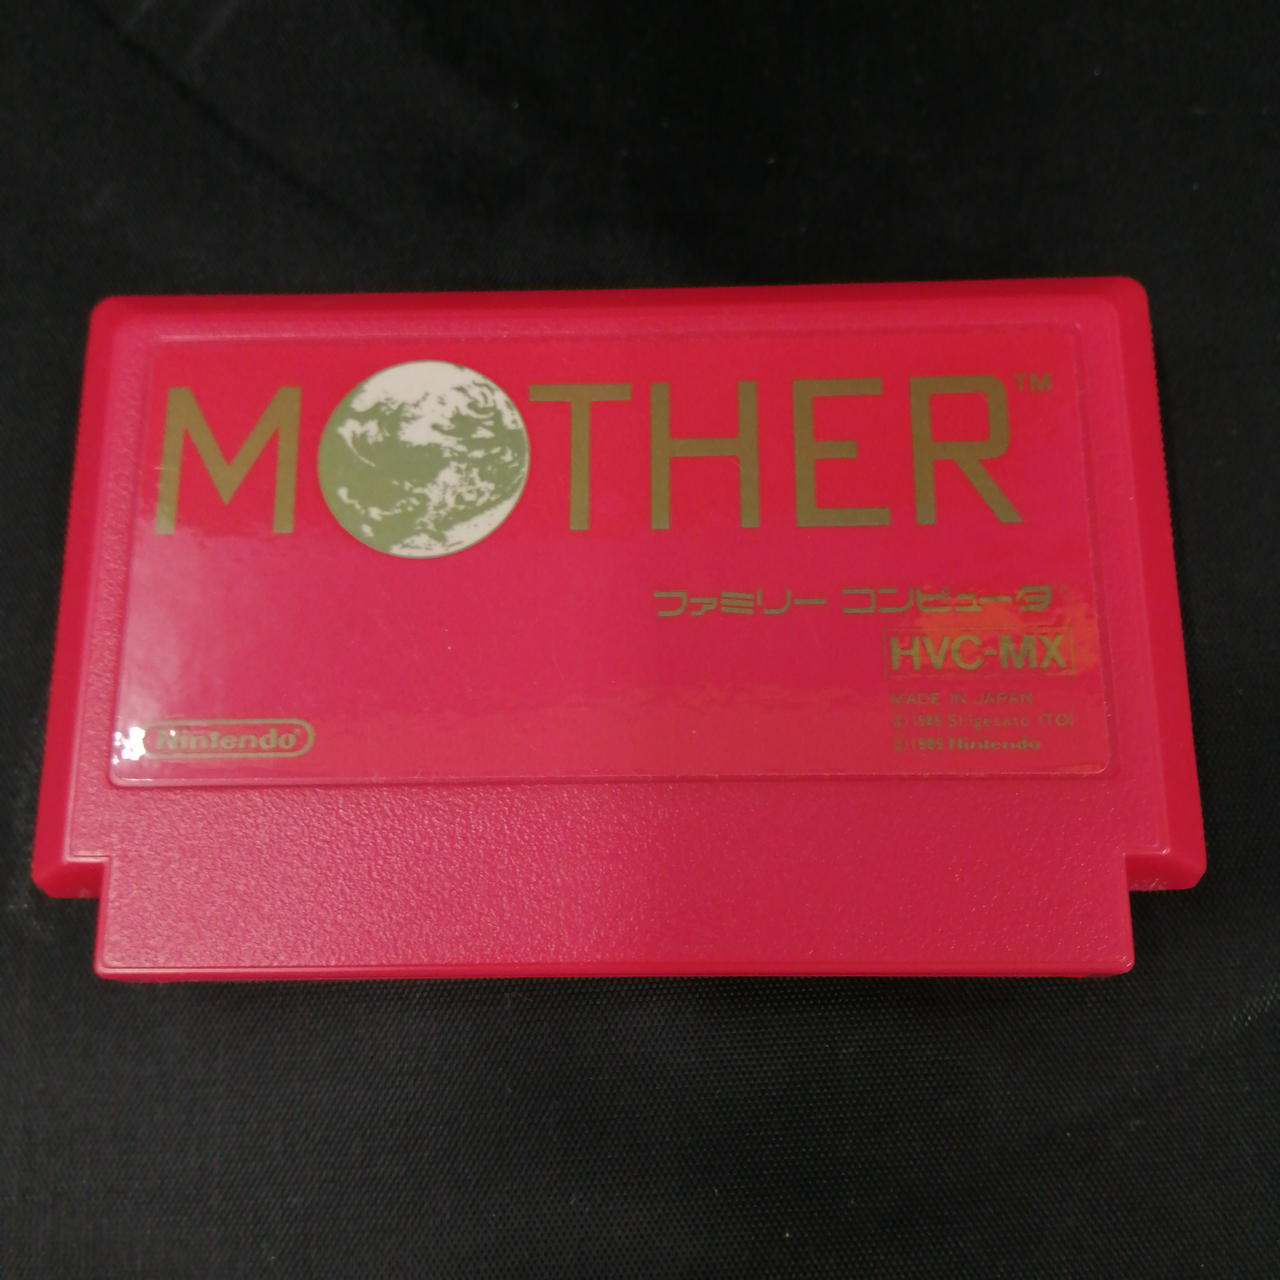 MOTHER™
ファミリー コンピュータ
HVC-MX
MADE IN JAPAN
© 1989 Shigesato ITOI
© 1989 Nintendo
Nintendo®